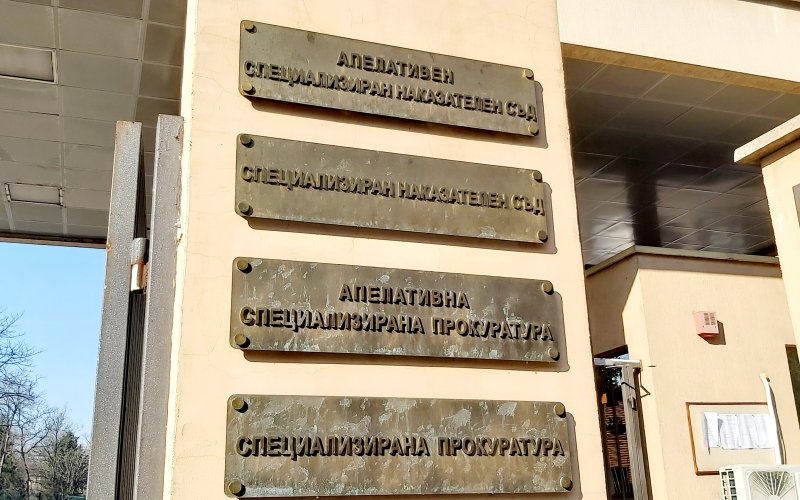 АПЕЛАТИВЕН
СПЕЦИАЛИЗИРАН НАКАЗАТЕЛЕН СЪД
СПЕЦИАЛИЗИРАН НАКАЗАТЕЛЕН СЪД
АПЕЛАТИВНА
СПЕЦИАЛИЗИРАНА ПРОКУРАТУРА
СПЕЦИАЛИЗИРАНА ПРОКУРАТУРА